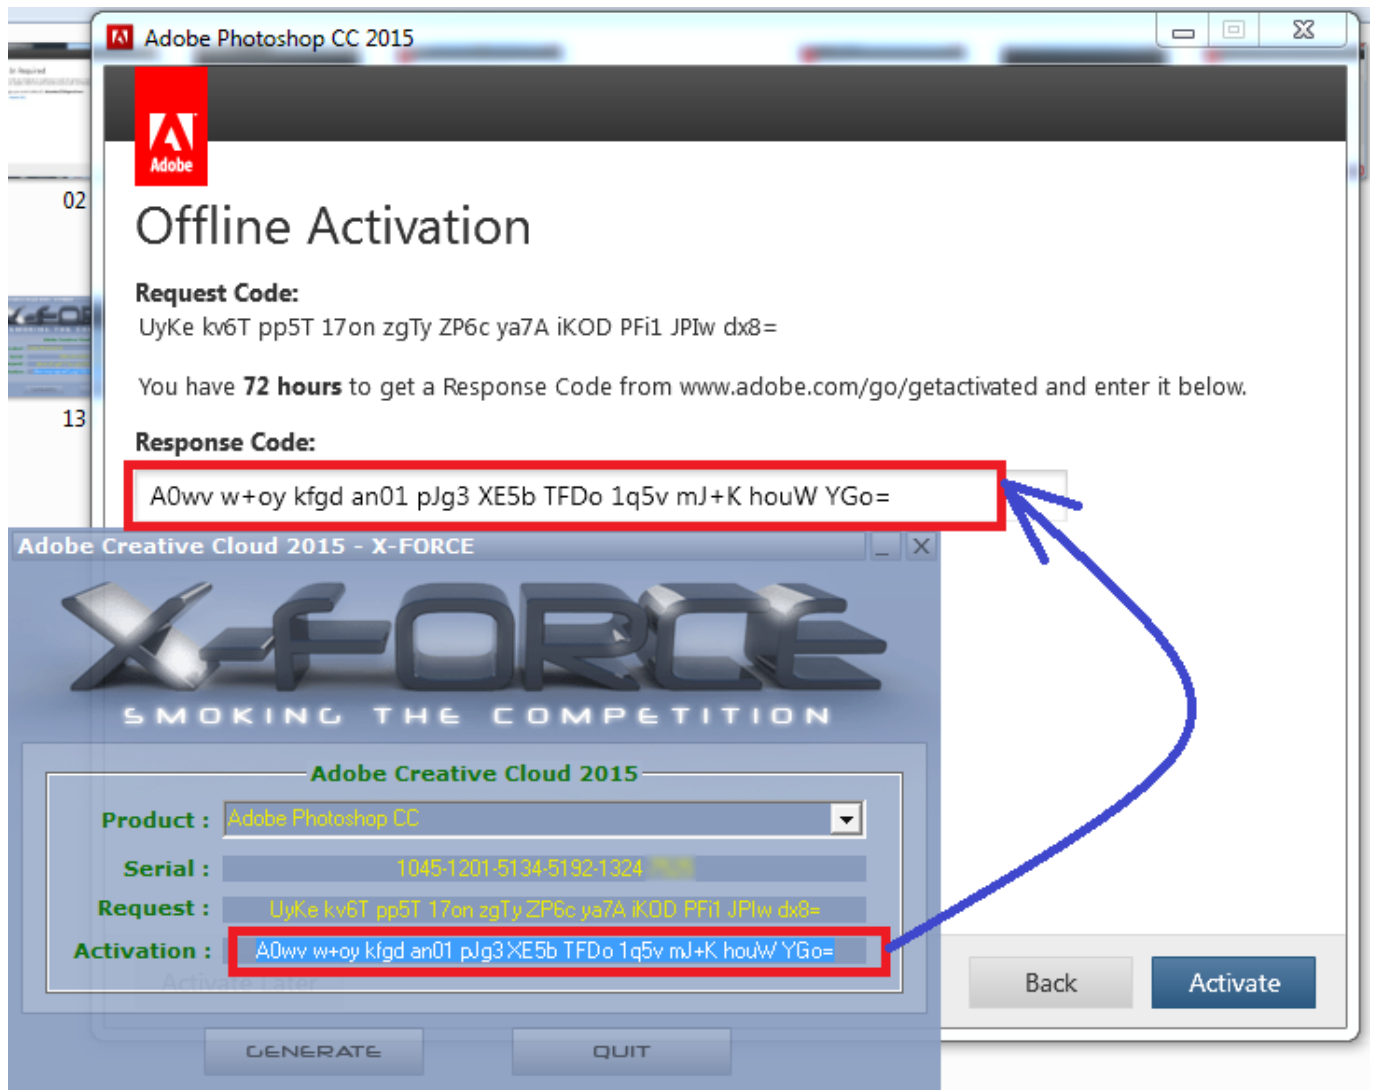 Adobe Photoshop CC 2015
Adobe
02
Offline Activation
Request Code:
UyKe kv6T pp5T 17on zgTy ZP6c ya7A iKOD PFi1 JPIw dx8=
You have 72 hours to get a Response Code from www.adobe.com/go/getactivated and enter it below.
13
Response Code:
A0wv w+oy kfgd an01 pJg3 XE5b TFDo 1q5v mJ+K houW YGo=
Adobe Creative Cloud 2015 - X-FORCE
X-FORCE
SMOKING THE COMPETITION
Adobe Creative Cloud 2015
Product : Adobe Photoshop CC
Serial : 1045-1201-5134-5192-1324
Request : UyKe kv6T pp5T 17on zgTy ZP6c ya7A iKOD PFi1 JPIw dx8=
Activation : A0wv w+oy kfgd an01 pJg3 XE5b TFDo 1q5v mJ+K houW YGo=
Activate Later
Back
Activate
GENERATE
QUIT